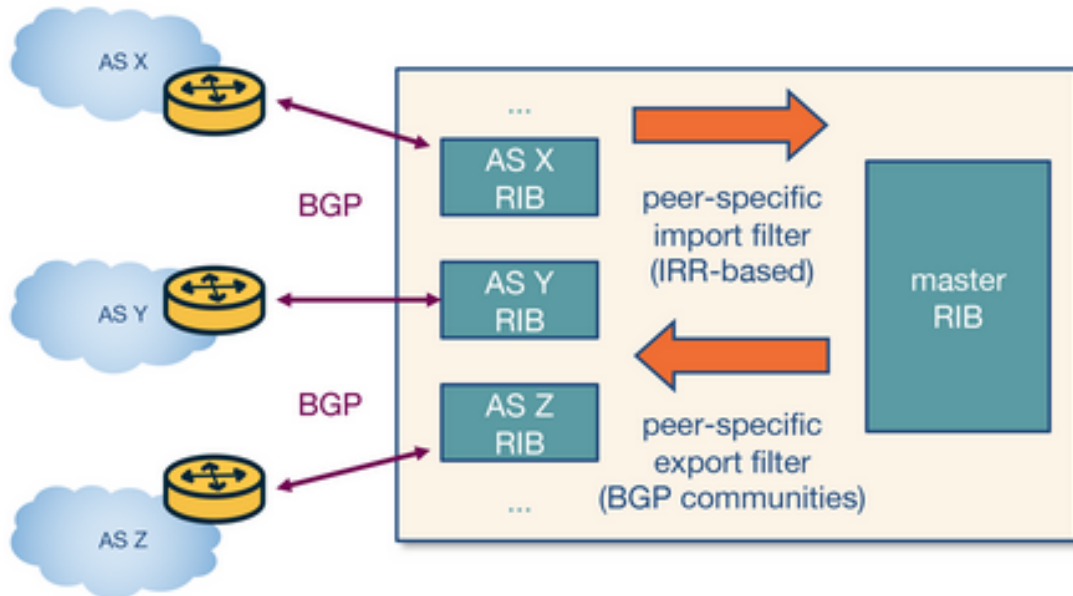 AS X
...
AS X
RIB
BGP
peer-specific
import filter
(IRR-based)
AS Y
AS Y
RIB
master
RIB
BGP
AS Z
RIB
peer-specific
export filter
(BGP communities)
...
AS Z